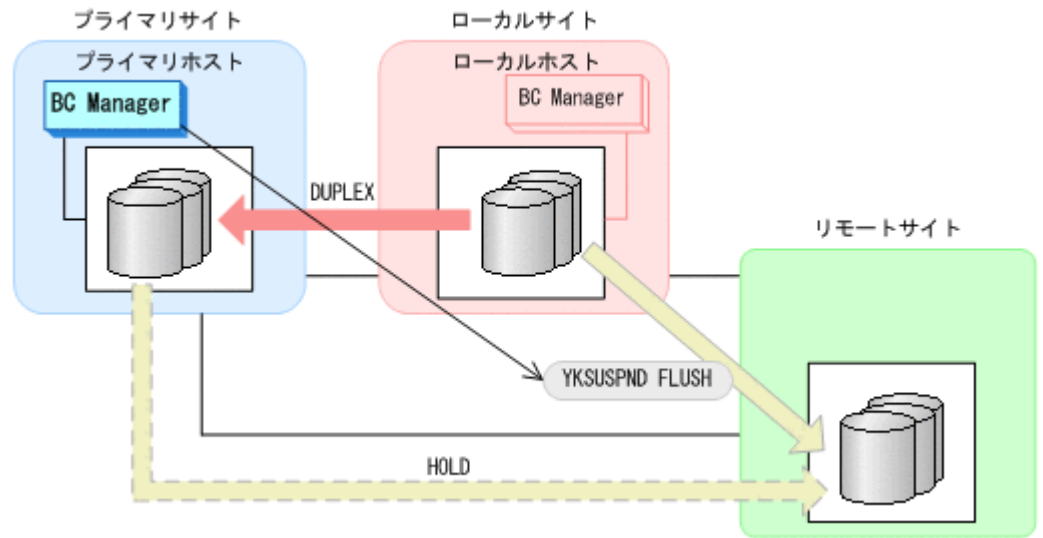 プライマリサイト
ローカルサイト
プライマリホスト
ローカルホスト
BC Manager
BC Manager
DUPLEX
リモートサイト
YKSUSPND FLUSH
HOLD